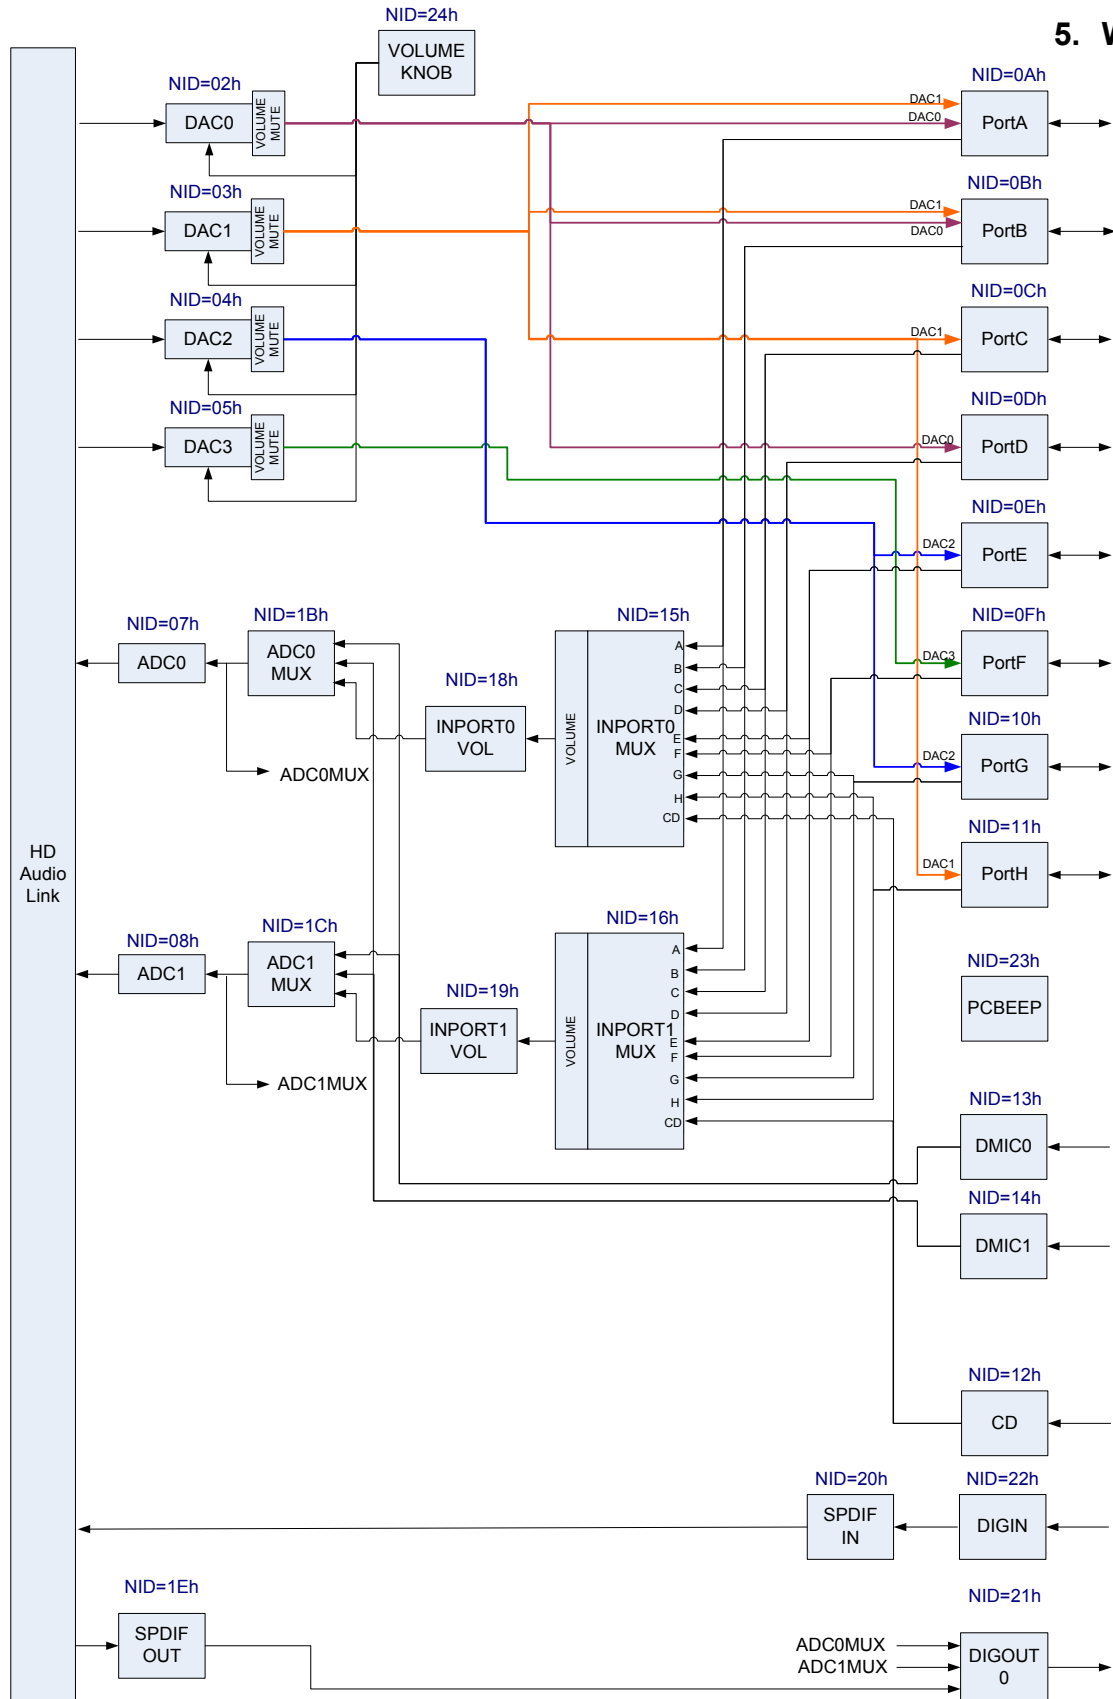 5. W
NID=24h
VOLUME
KNOB
NID=02h
DAC0
VOLUME
MUTE
NID=03h
DAC1
VOLUME
MUTE
NID=04h
DAC2
VOLUME
MUTE
NID=05h
DAC3
VOLUME
MUTE
NID=0Ah
DAC1
DAC0
PortA
NID=0Bh
DAC1
DAC0
PortB
NID=0Ch
DAC1
PortC
NID=0Dh
DAC0
PortD
NID=0Eh
DAC2
PortE
NID=0Fh
DAC3
PortF
NID=10h
DAC2
PortG
NID=11h
DAC1
PortH
NID=07h
ADC0
NID=1Bh
ADC0
MUX
ADC0MUX
NID=18h
INPORT0
VOL
NID=15h
VOLUME
INPORT0
MUX
A
B
C
D
E
F
G
H
CD
HD
Audio
Link
NID=08h
ADC1
NID=1Ch
ADC1
MUX
ADC1MUX
NID=19h
INPORT1
VOL
NID=16h
VOLUME
INPORT1
MUX
A
B
C
D
E
F
G
H
CD
NID=23h
PCBEEP
NID=13h
DMIC0
NID=14h
DMIC1
NID=12h
CD
NID=20h
SPDIF
IN
NID=22h
DIGIN
NID=1Eh
SPDIF
OUT
NID=21h
ADC0MUX
ADC1MUX
DIGOUT
0